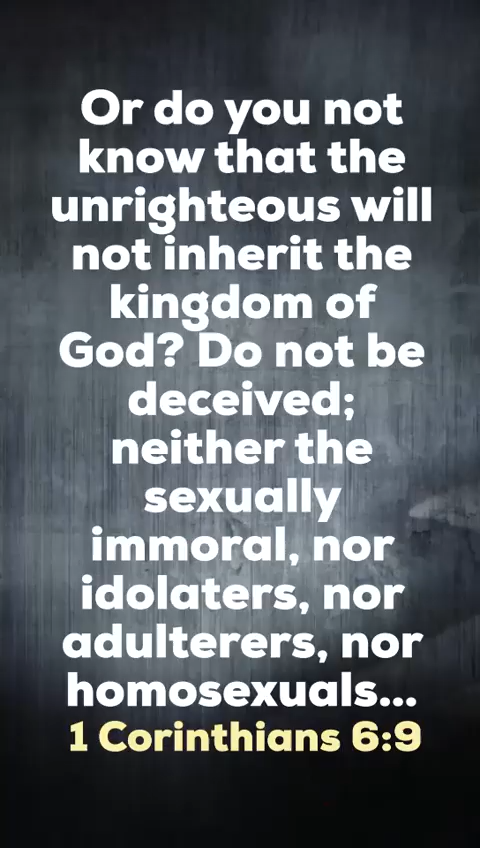 Or do you not
know that the
unrighteous will
not inherit the
kingdom of
God? Do not be
deceived;
neither the
sexually
immoral, nor
idolaters, nor
adulterers, nor
homosexuals...
1 Corinthians 6:9